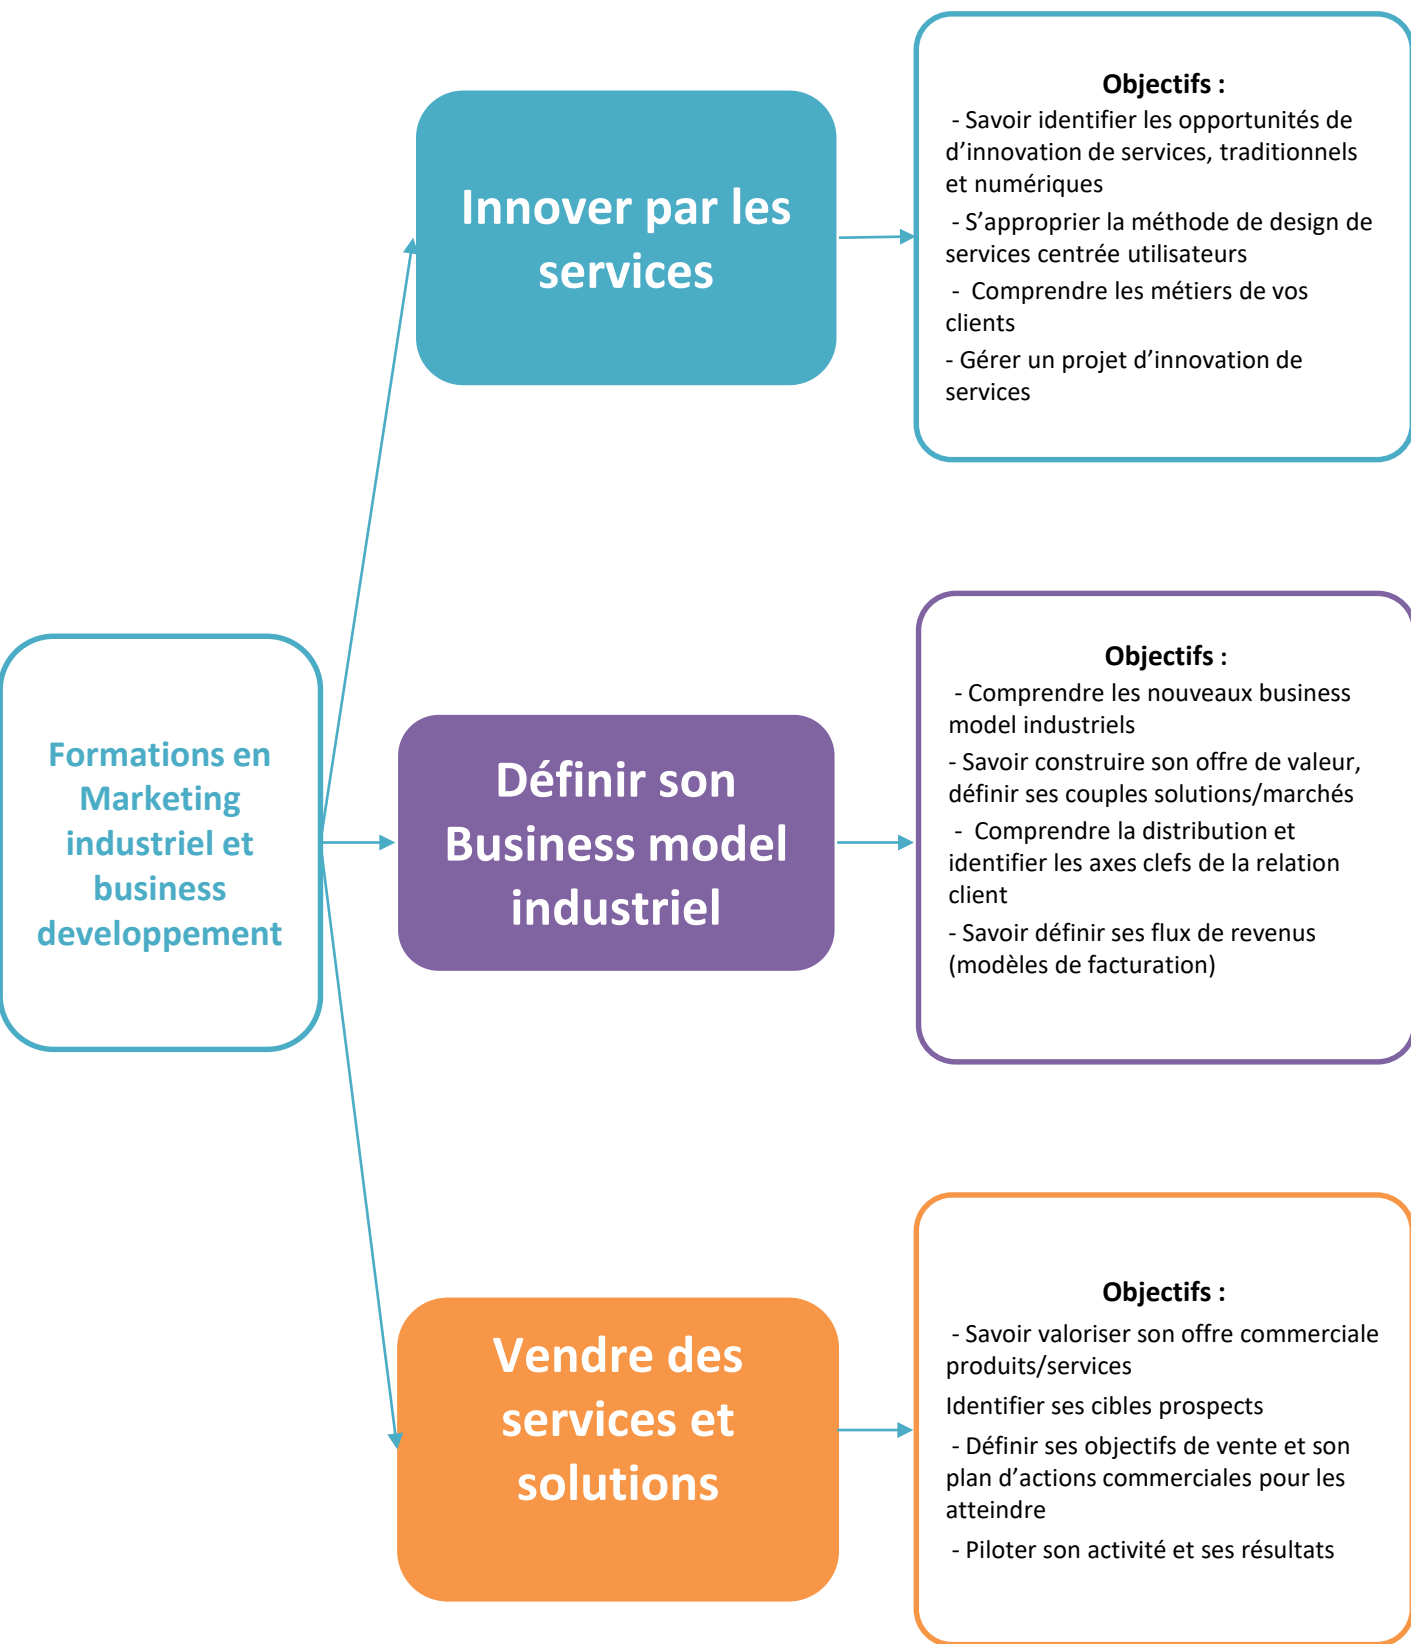 Formations en
Marketing
industriel et
business
developpement
Innover par les
services
Objectifs :
- Savoir identifier les opportunités de
d’innovation de services, traditionnels
et numériques
- S’approprier la méthode de design de
services centrée utilisateurs
- Comprendre les métiers de vos
clients
- Gérer un projet d’innovation de
services
Définir son
Business model
industriel
Objectifs :
- Comprendre les nouveaux business
model industriels
- Savoir construire son offre de valeur,
définir ses couples solutions/marchés
- Comprendre la distribution et
identifier les axes clefs de la relation
client
- Savoir définir ses flux de revenus
(modèles de facturation)
Vendre des
services et
solutions
Objectifs :
- Savoir valoriser son offre commerciale
produits/services
Identifier ses cibles prospects
- Définir ses objectifs de vente et son
plan d’actions commerciales pour les
atteindre
- Piloter son activité et ses résultats